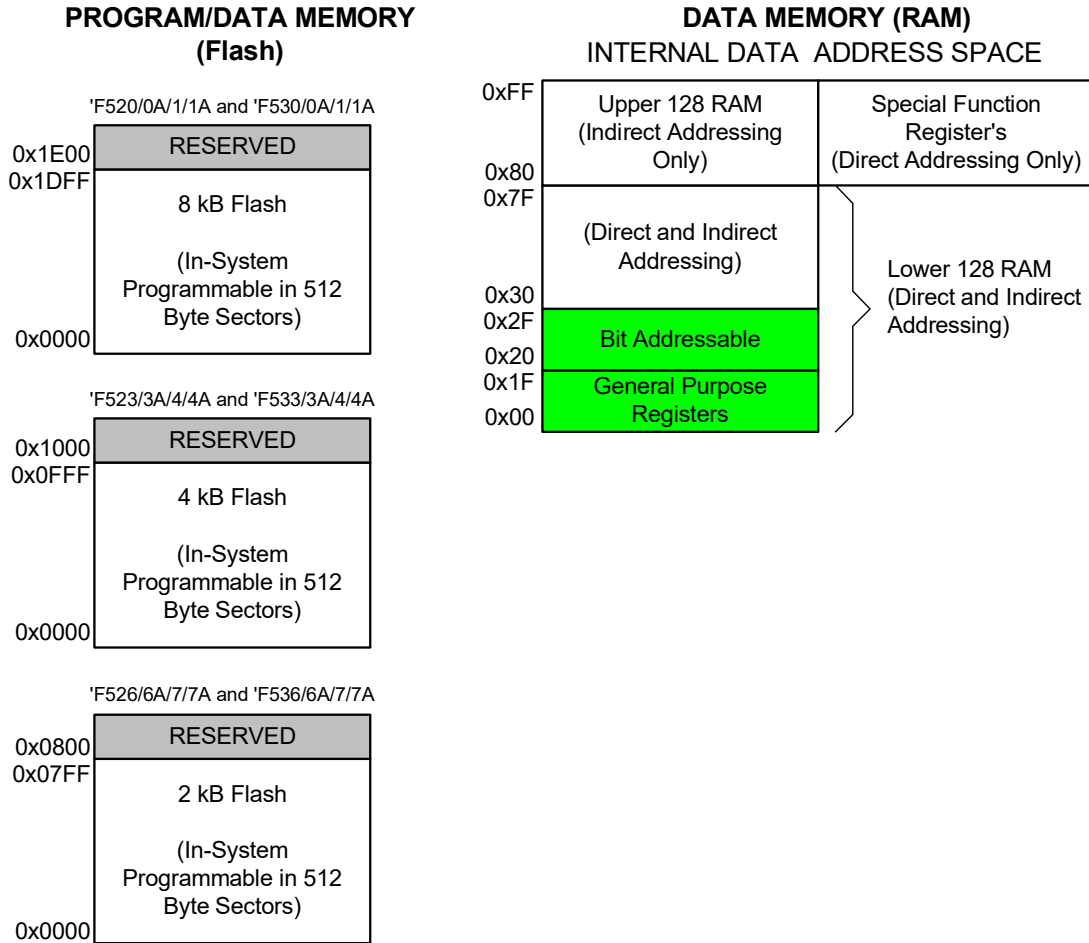 PROGRAM/DATA MEMORY
(Flash)
'F520/0A/1/1A and 'F530/0A/1/1A
RESERVED
0x1E00
0x1DFF
8 kB Flash
(In-System
Programmable in 512
Byte Sectors)
0x0000
'F523/3A/4/4A and 'F533/3A/4/4A
RESERVED
0x1000
0x0FFF
4 kB Flash
(In-System
Programmable in 512
Byte Sectors)
0x0000
'F526/6A/7/7A and 'F536/6A/7/7A
RESERVED
0x0800
0x07FF
2 kB Flash
(In-System
Programmable in 512
Byte Sectors)
0x0000
DATA MEMORY (RAM)
INTERNAL DATA ADDRESS SPACE
0xFF
Upper 128 RAM
(Indirect Addressing
Only)
0x80
Special Function
Register's
(Direct Addressing Only)
0x7F
(Direct and Indirect
Addressing)
0x30
0x2F
Bit Addressable
0x20
0x1F
General Purpose
Registers
0x00
Lower 128 RAM
(Direct and Indirect
Addressing)